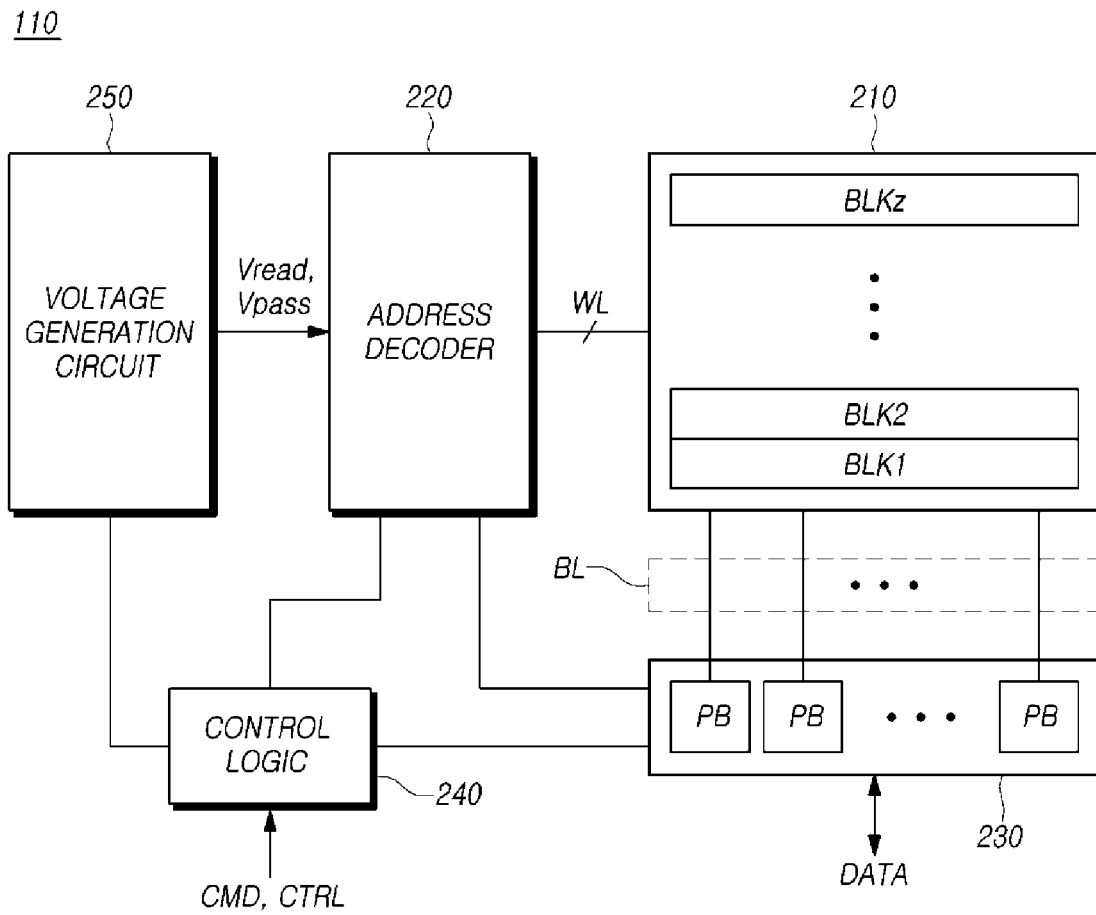 110
250
220
210
VOLTAGE
GENERATION
CIRCUIT
Vread,
Vpass
ADDRESS
DECODER
WL
BLKz
BLK2
BLK1
BL
PB
PB
PB
CONTROL
LOGIC
240
230
CMD, CTRL
DATA